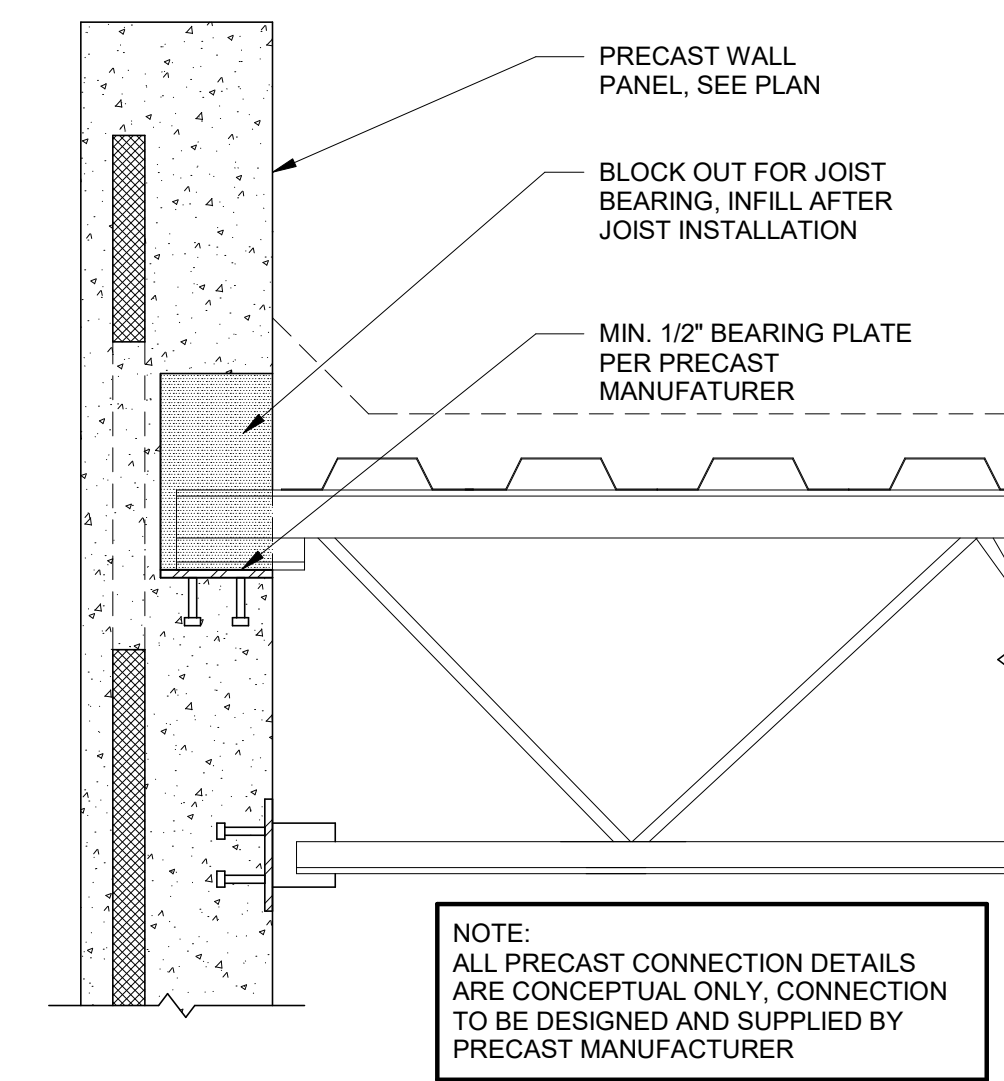 PRECAST WALL
PANEL, SEE PLAN
BLOCK OUT FOR JOIST
BEARING, INFILL AFTER
JOIST INSTALLATION
MIN. 1/2" BEARING PLATE
PER PRECAST
MANUFATURER
NOTE:
ALL PRECAST CONNECTION DETAILS
ARE CONCEPTUAL ONLY, CONNECTION
TO BE DESIGNED AND SUPPLIED BY
PRECAST MANUFACTURER